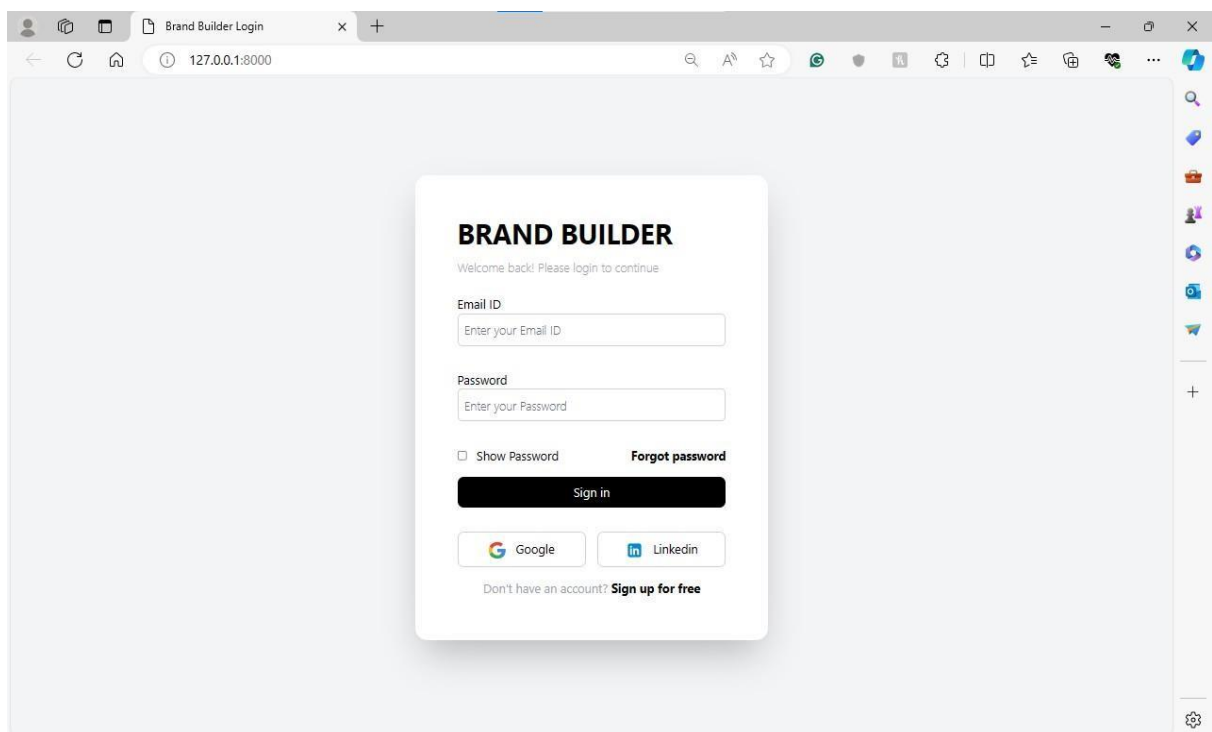 Brand Builder Login
127.0.0.1:8000
BRAND BUILDER
Welcome back! Please login to continue
Email ID
Enter your Email ID
Password
Enter your Password
Show Password Forgot password
Sign in
Google Linkedin
Don't have an account? Sign up for free